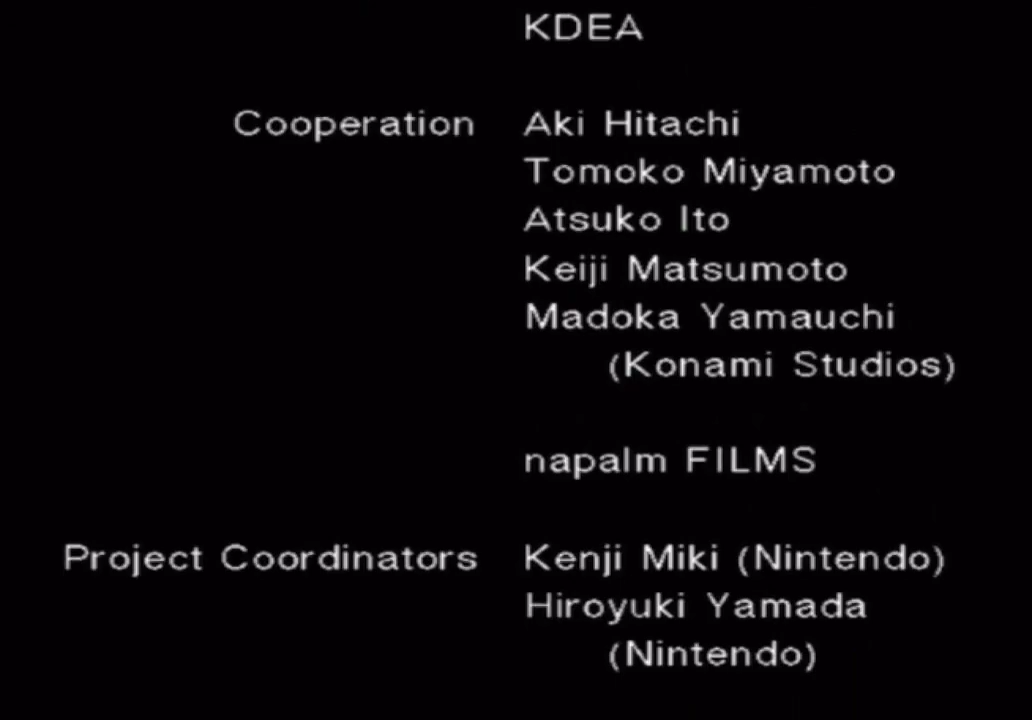 KDEA
Cooperation Aki Hitachi
Tomoko Miyamoto
Atsuko Ito
Keiji Matsumoto
Madoka Yamauchi
(Konami Studios)
napalm FILMS
Project Coordinators Kenji Miki (Nintendo)
Hiroyuki Yamada
(Nintendo)